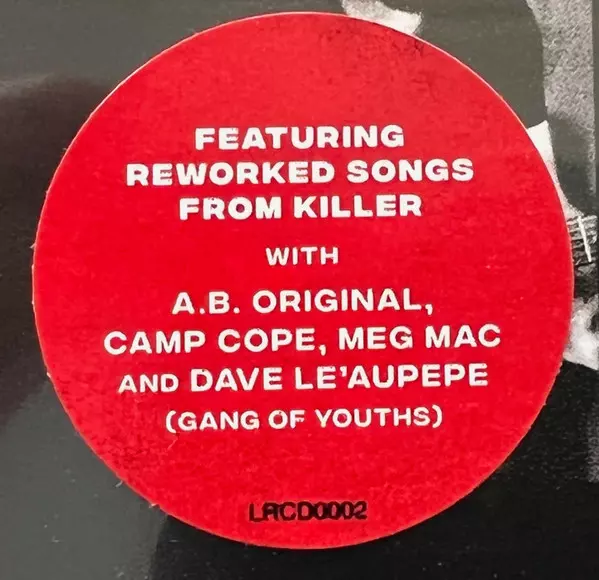 FEATURING
REWORKED SONGS
FROM KILLER
WITH
A.B. ORIGINAL,
CAMP COPE, MEG MAC
AND DAVE LE'AUPEPE
(GANG OF YOUTHS)
LRCD0002